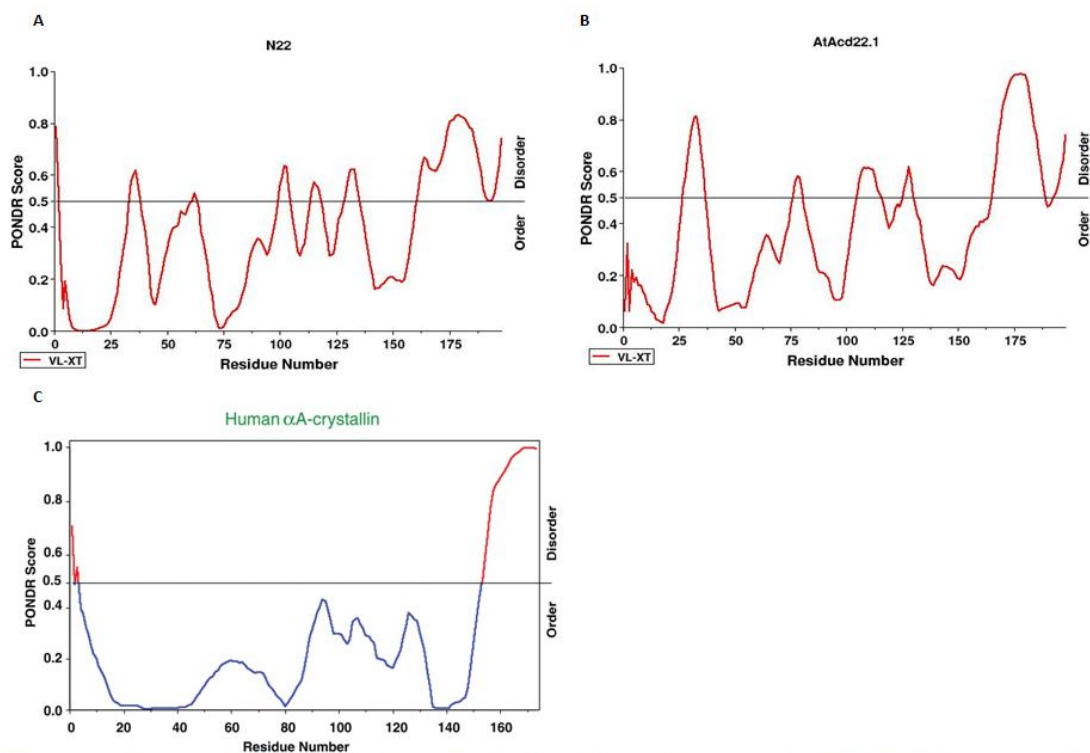 A
N22
PONDR Score
1.0
0.8
0.6
0.5
0.4
0.2
0.0
Disorder
Order
0
25
50
75
100
125
150
175
VL-XT
Residue Number
B
AtAcd22.1
PONDR Score
1.0
0.8
0.6
0.5
0.4
0.2
0.0
Disorder
Order
0
25
50
75
100
125
150
175
VL-XT
Residue Number
C
Human αA-crystallin
PONDR Score
1.0
0.8
0.6
0.5
0.4
0.2
0.0
Disorder
Order
0
20
40
60
80
100
120
140
160
Residue Number